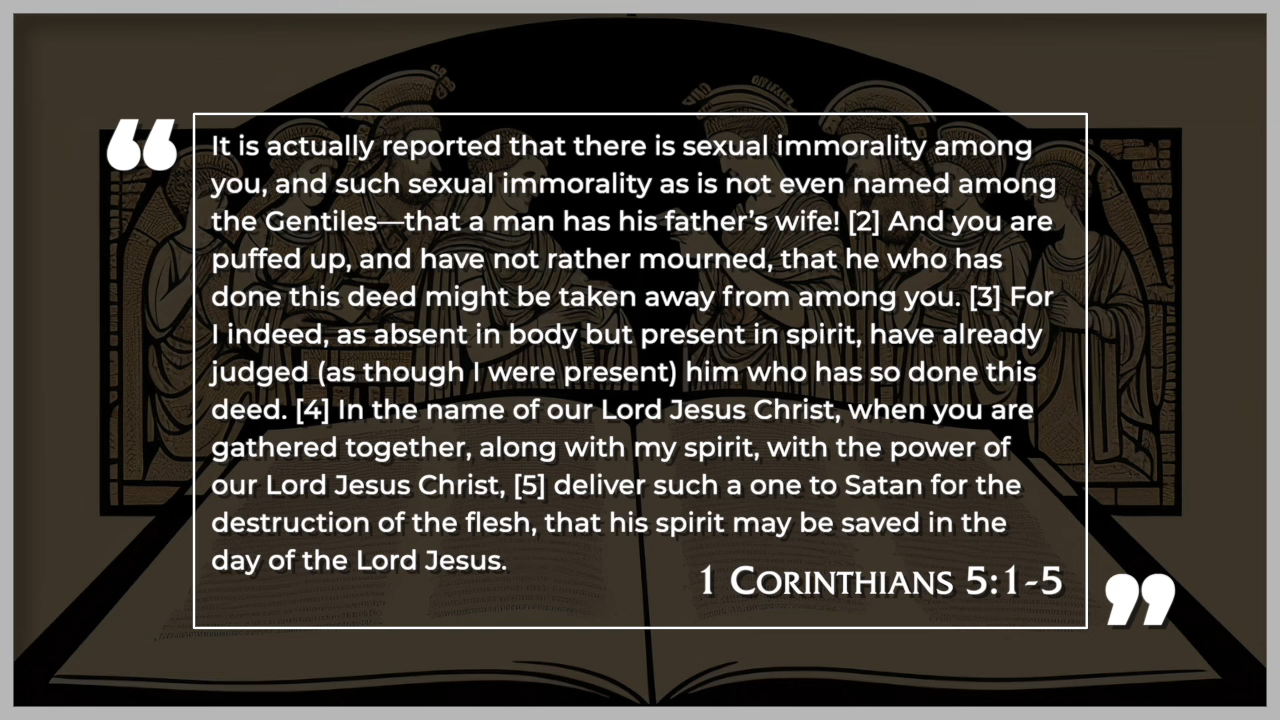 “
It is actually reported that there is sexual immorality among
you, and such sexual immorality as is not even named among
the Gentiles—that a man has his father’s wife! [2] And you are
puffed up, and have not rather mourned, that he who has
done this deed might be taken away from among you. [3] For
I indeed, as absent in body but present in spirit, have already
judged (as though I were present) him who has so done this
deed. [4] In the name of our Lord Jesus Christ, when you are
gathered together, along with my spirit, with the power of
our Lord Jesus Christ, [5] deliver such a one to Satan for the
destruction of the flesh, that his spirit may be saved in the
day of the Lord Jesus.
1 Corinthians 5:1-5
”